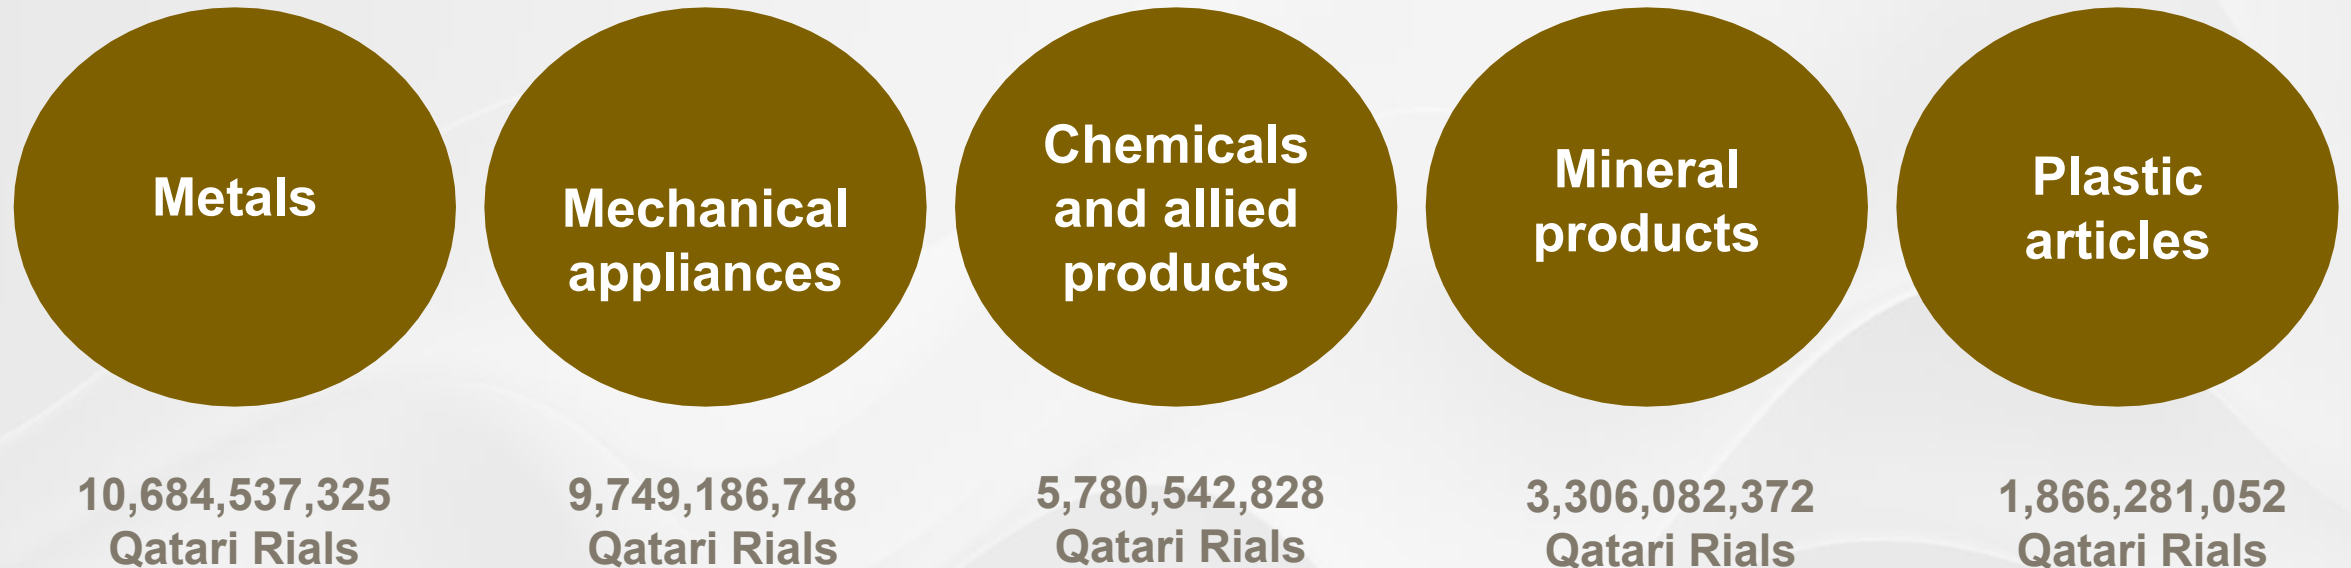 Metals
Mechanical
appliances
Chemicals
and allied
products
Mineral
products
Plastic
articles
10,684,537,325
Qatari Rials
9,749,186,748
Qatari Rials
5,780,542,828
Qatari Rials
3,306,082,372
Qatari Rials
1,866,281,052
Qatari Rials